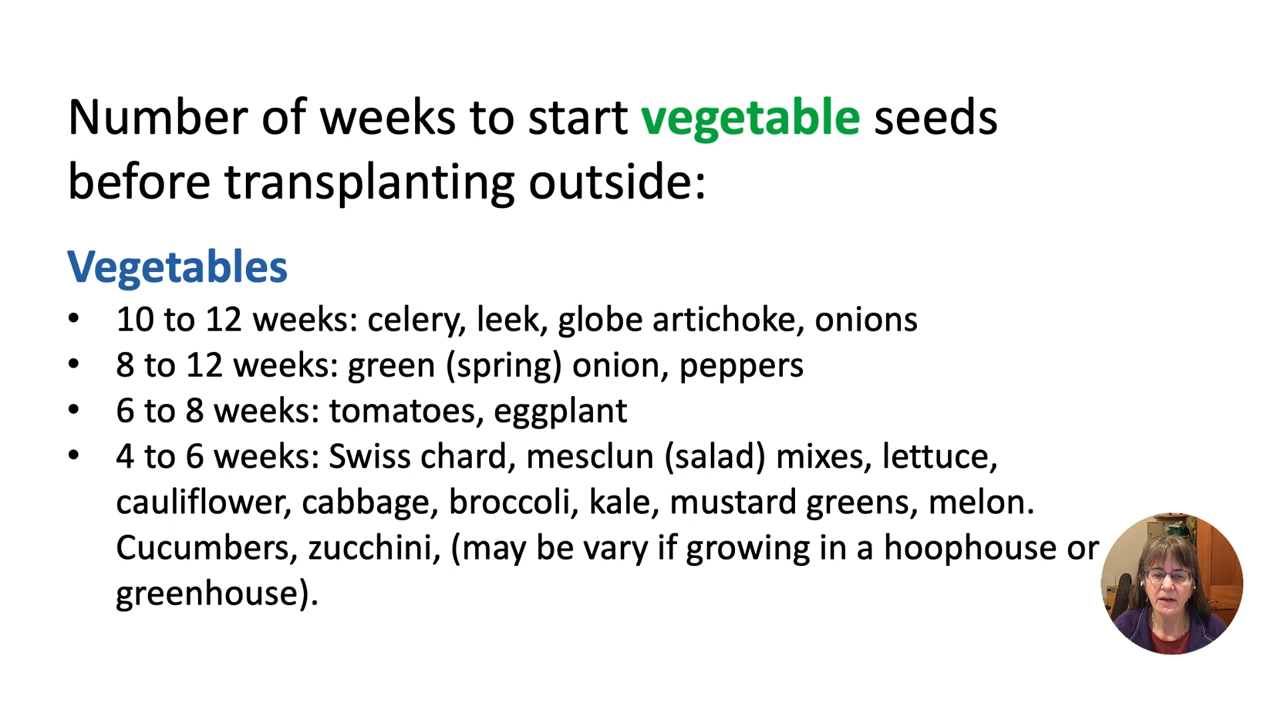 Number of weeks to start vegetable seeds
before transplanting outside:
Vegetables
• 10 to 12 weeks: celery, leek, globe artichoke, onions
• 8 to 12 weeks: green (spring) onion, peppers
• 6 to 8 weeks: tomatoes, eggplant
• 4 to 6 weeks: Swiss chard, mesclun (salad) mixes, lettuce,
cauliflower, cabbage, broccoli, kale, mustard greens, melon.
Cucumbers, zucchini, (may be vary if growing in a hoophouse or
greenhouse).